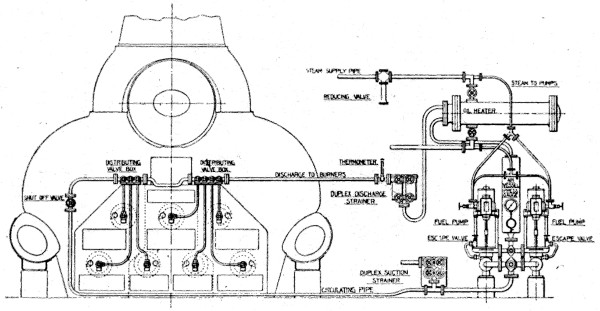 STEAM SUPPLY PIPE
STEAM TO PUMPS
REDUCING VALVE
OIL HEATER
DISTRIBUTING
VALVE BOX
DISTRIBUTING
VALVE BOX
THERMOMETER
DISCHARGE TO BURNERS
SHUT OFF VALVE
DUPLEX DISCHARGE
STRAINER
FUEL PUMP
FUEL PUMP
ESCAPE VALVE
ESCAPE VALVE
DUPLEX SUCTION
STRAINER
CIRCULATING PIPE